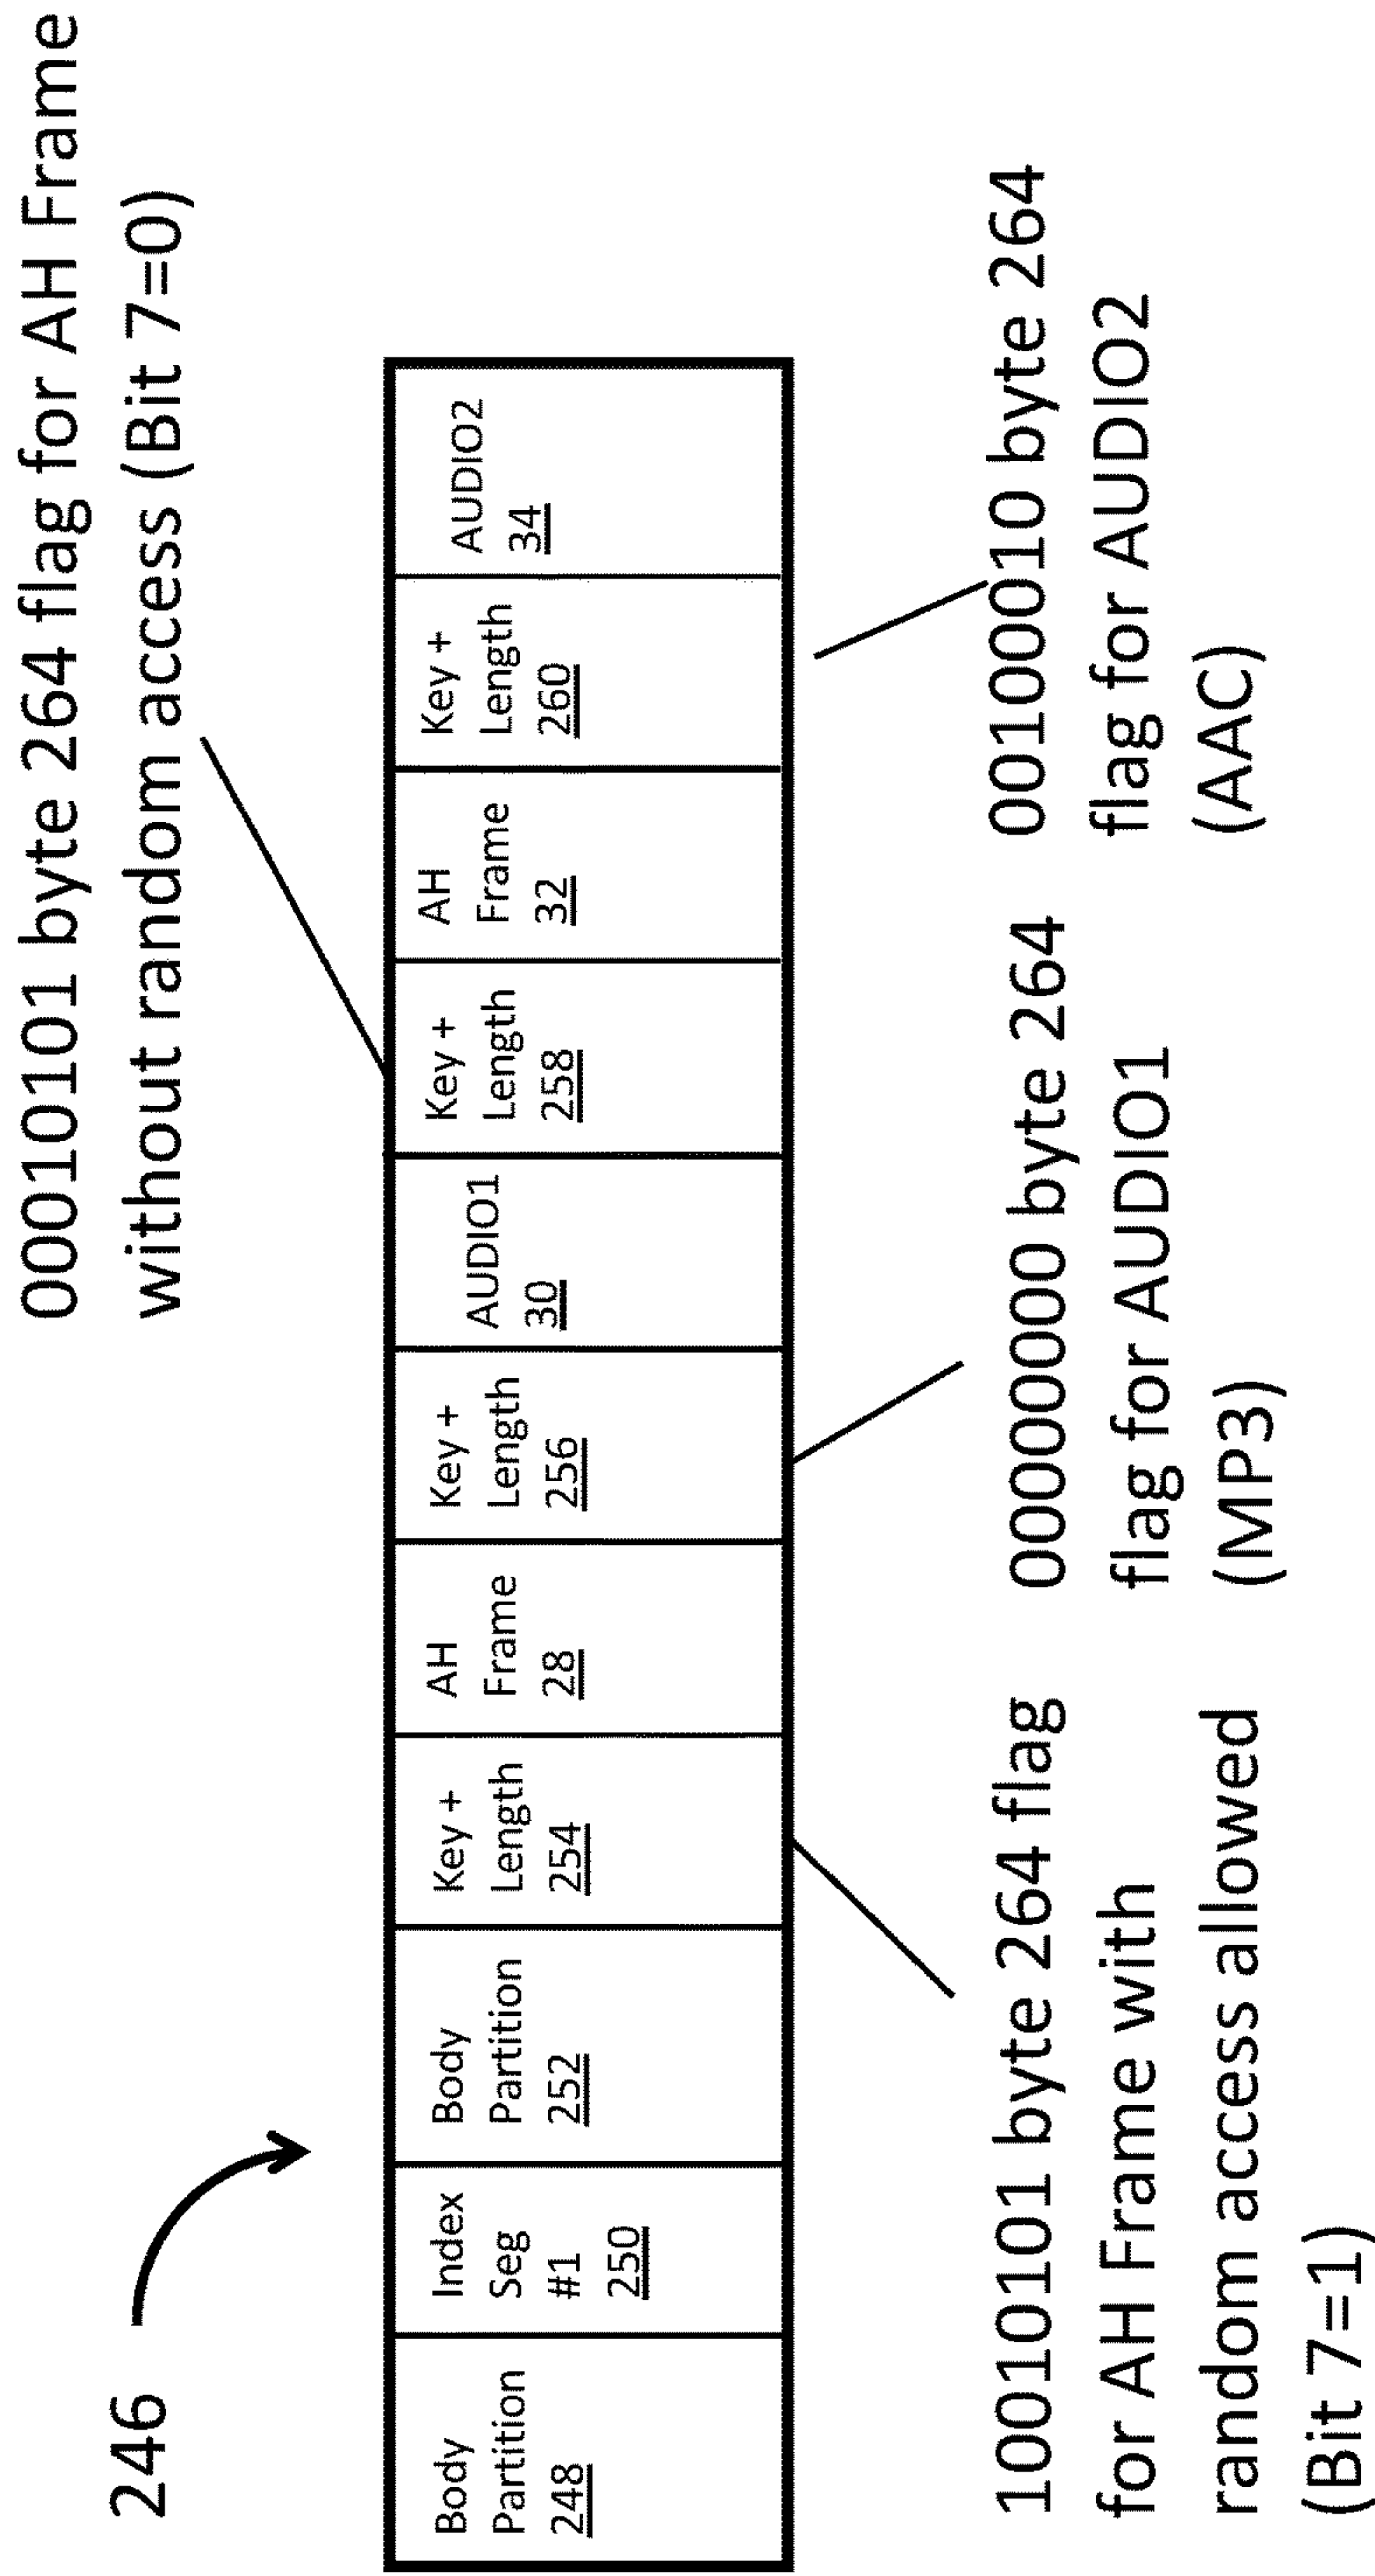 00010101 byte 264 flag for AH Frame
without random access (Bit 7=0)
246
Body
Partition
248
Index
Seg
#1
250
Body
Partition
252
Key +
Length
254
AH
Frame
28
Key +
Length
256
AUDIO1
30
Key +
Length
258
AH
Frame
32
Key +
Length
260
AUDIO2
34
10010101 byte 264 flag
for AH Frame with
random access allowed
(Bit 7=1)
00000000 byte 264
flag for AUDIO1
(MP3)
00100010 byte 264
flag for AUDIO2
(AAC)